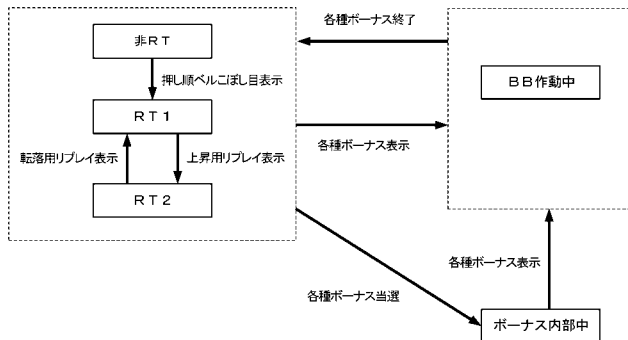 各種ボーナス終了
非RT
BB作動中
押し順ベルこぼし目表示
RT1
各種ボーナス表示
転落用リプレイ表示
上昇用リプレイ表示
RT2
各種ボーナス表示
各種ボーナス当選
ボーナス内部中